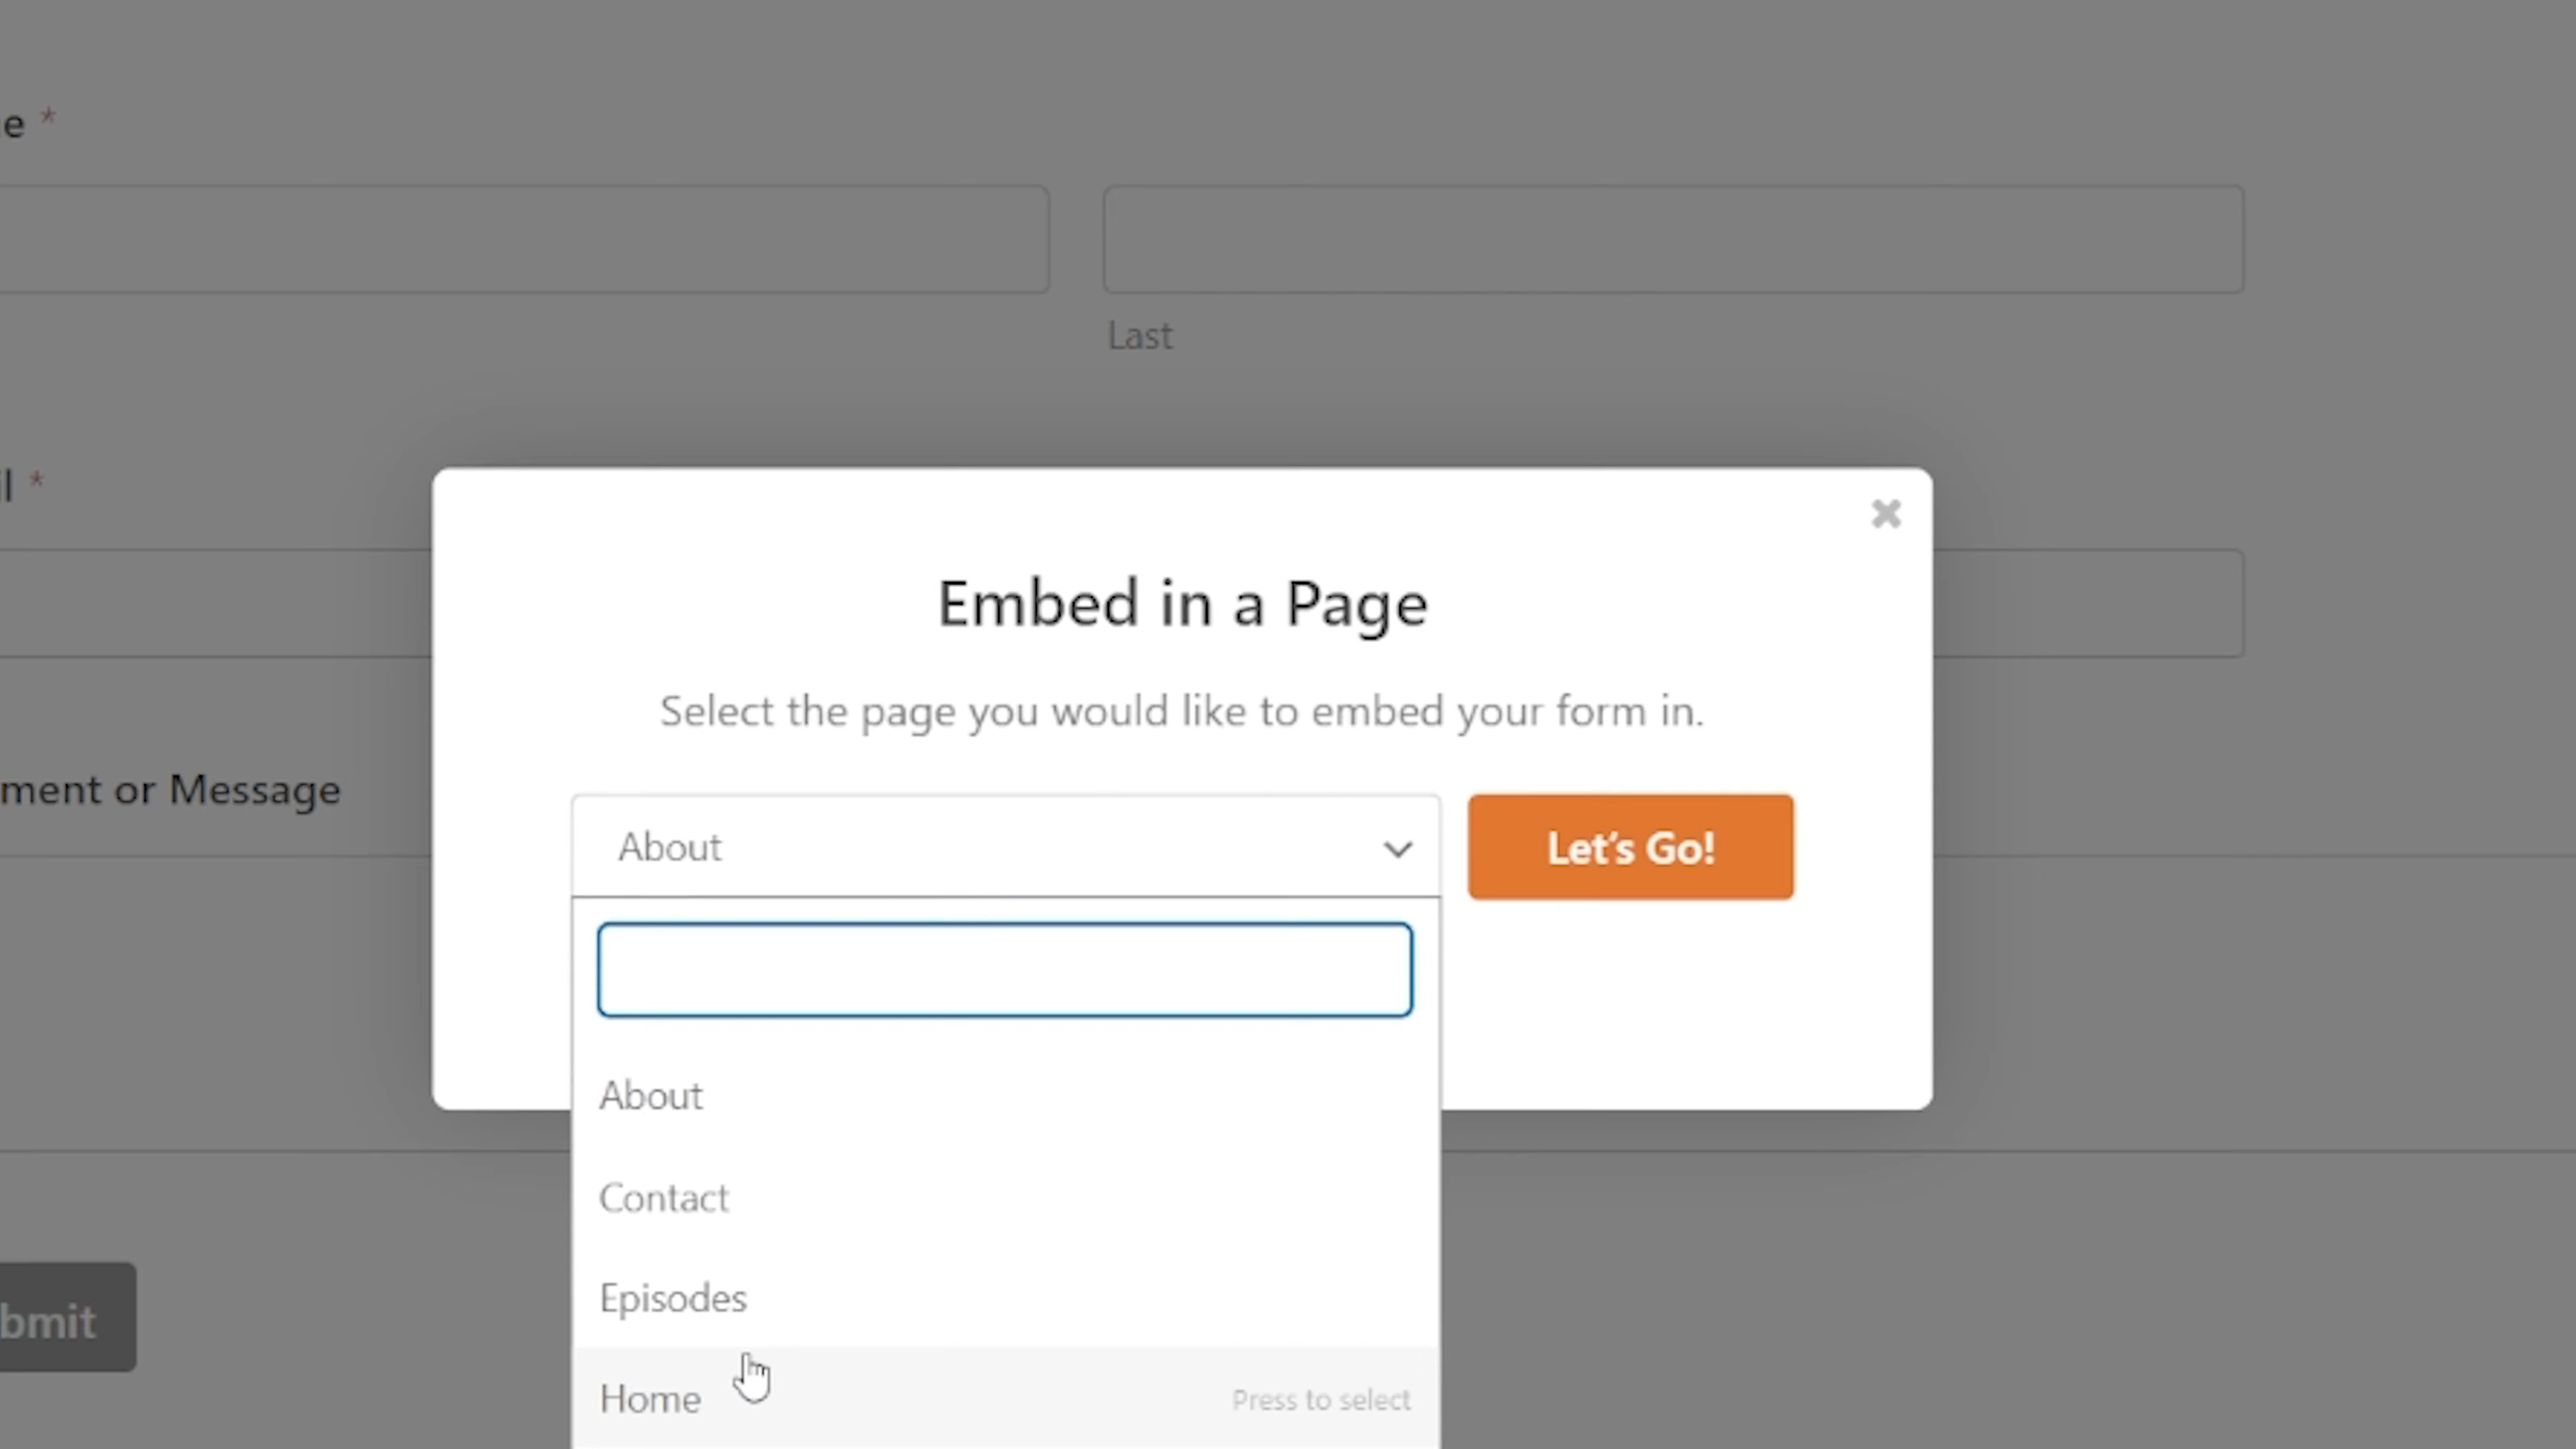 e *
Last
il *
Embed in a Page
Select the page you would like to embed your form in.
ment or Message
About
Let's Go!
About
Contact
Episodes
bmit
Home
Press to select